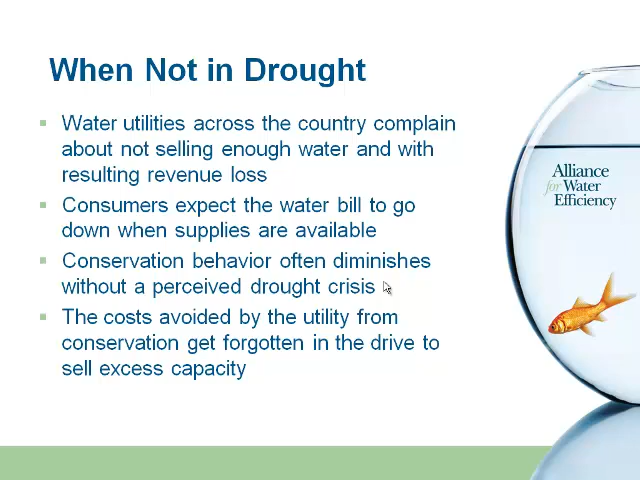 When Not in Drought
Water utilities across the country complain
about not selling enough water and with
resulting revenue loss
Consumers expect the water bill to go
down when supplies are available
Conservation behavior often diminishes
without a perceived drought crisis
The costs avoided by the utility from
conservation get forgotten in the drive to
sell excess capacity
Alliance
for Water
Efficiency